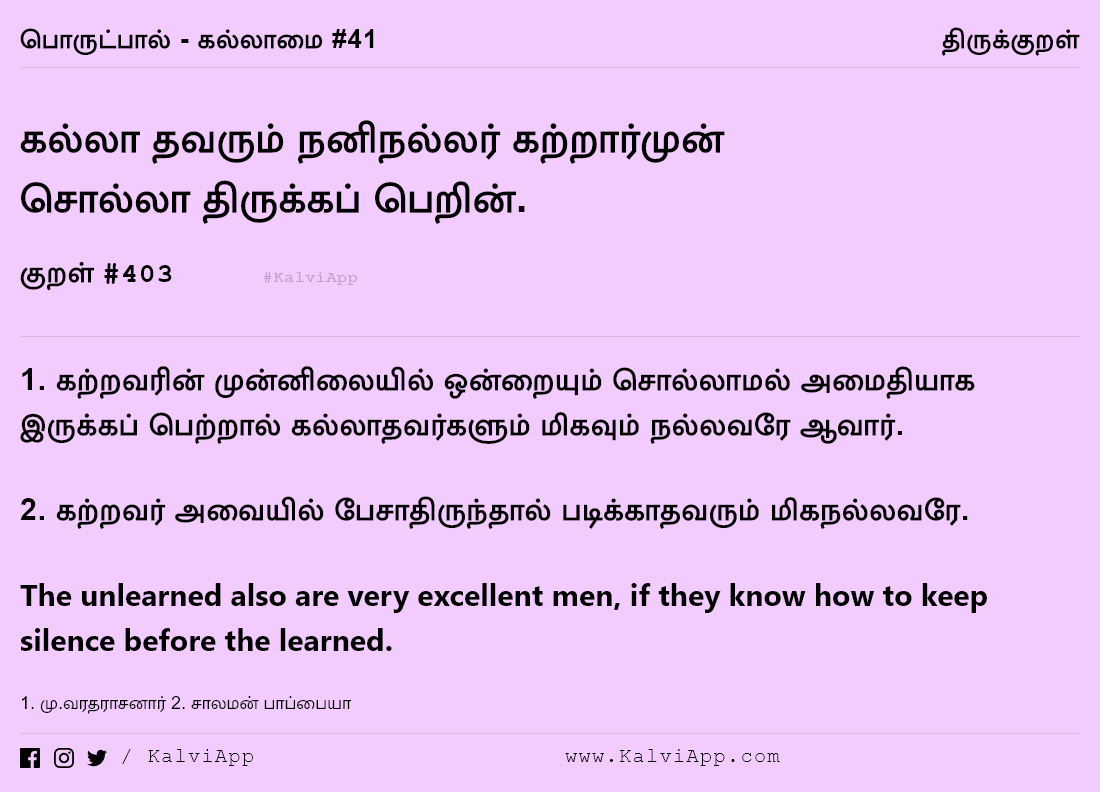 பொருட்பால் - கல்லாமை #41
திருக்குறள்
கல்லா தவரும் நனிநல்லர் கற்றார்முன்
சொல்லா திருக்கப் பெறின்.
குறள் #403 #KalviApp
1. கற்றவரின் முன்னிலையில் ஒன்றையும் சொல்லாமல் அமைதியாக
இருக்கப் பெற்றால் கல்லாதவர்களும் மிகவும் நல்லவரே ஆவார்.
2. கற்றவர் அவையில் பேசாதிருந்தால் படிக்காதவரும் மிகநல்லவரே.
The unlearned also are very excellent men, if they know how to keep
silence before the learned.
1. மு.வரதராசனார் 2. சாலமன் பாப்பையா
/ KalviApp
www.KalviApp.com